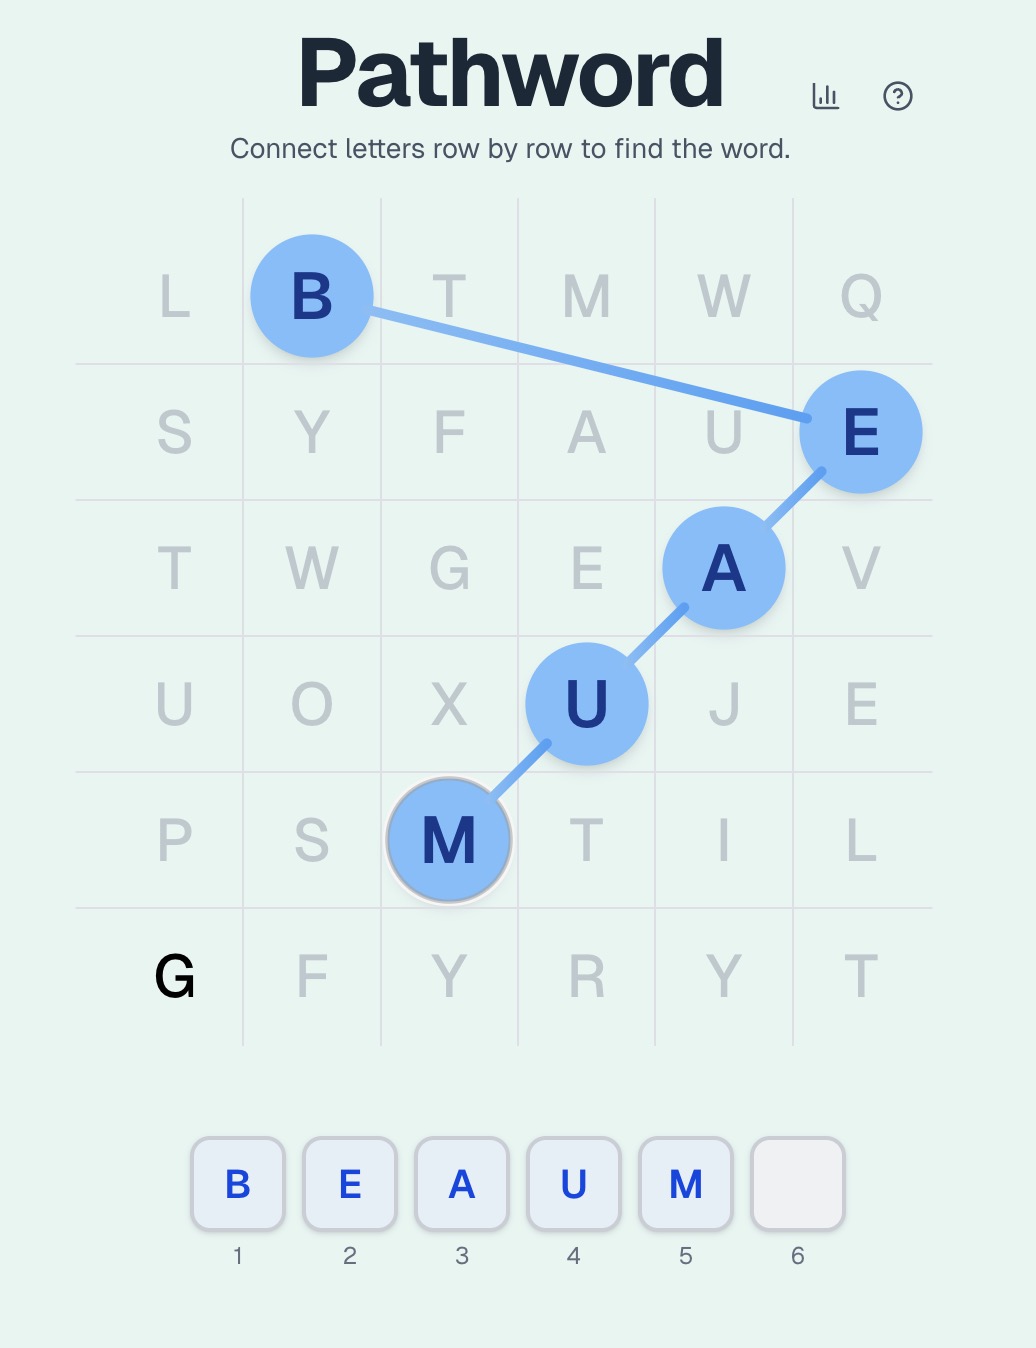 Pathword
Connect letters row by row to find the word.
L B T M W Q
S Y F A U E
T W G E A V
U O X U J E
P S M T I L
G F Y R Y T
B E A U M
1 2 3 4 5 6